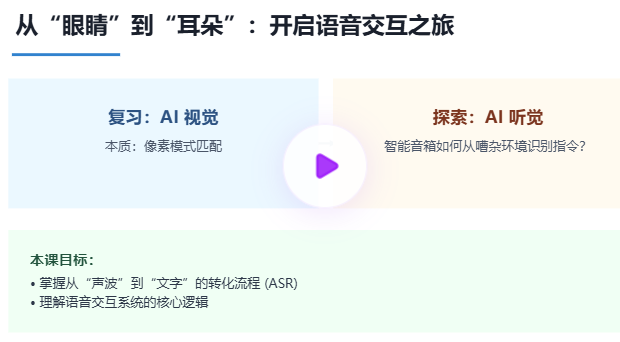 从“眼睛”到“耳朵”：开启语音交互之旅
复习：AI 视觉
本质：像素模式匹配
探索：AI 听觉
智能音箱如何从嘈杂环境识别指令？
本课目标：
• 掌握从“声波”到“文字”的转化流程 (ASR)
• 理解语音交互系统的核心逻辑